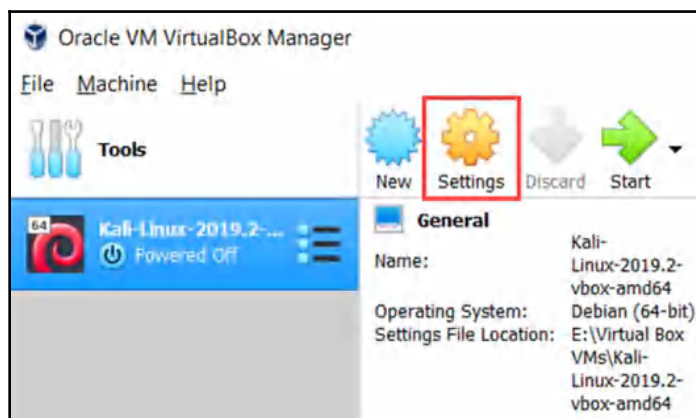 Oracle VM VirtualBox Manager
File Machine Help
Tools
New Settings Discard Start
64
Kali-Linux-2019.2-...
Powered Off
General
Name: Kali-
Linux-2019.2-
vbox-amd64
Operating System: Debian (64-bit)
Settings File Location: E:\Virtual Box
VMs\Kali-
Linux-2019.2-
vbox-amd64